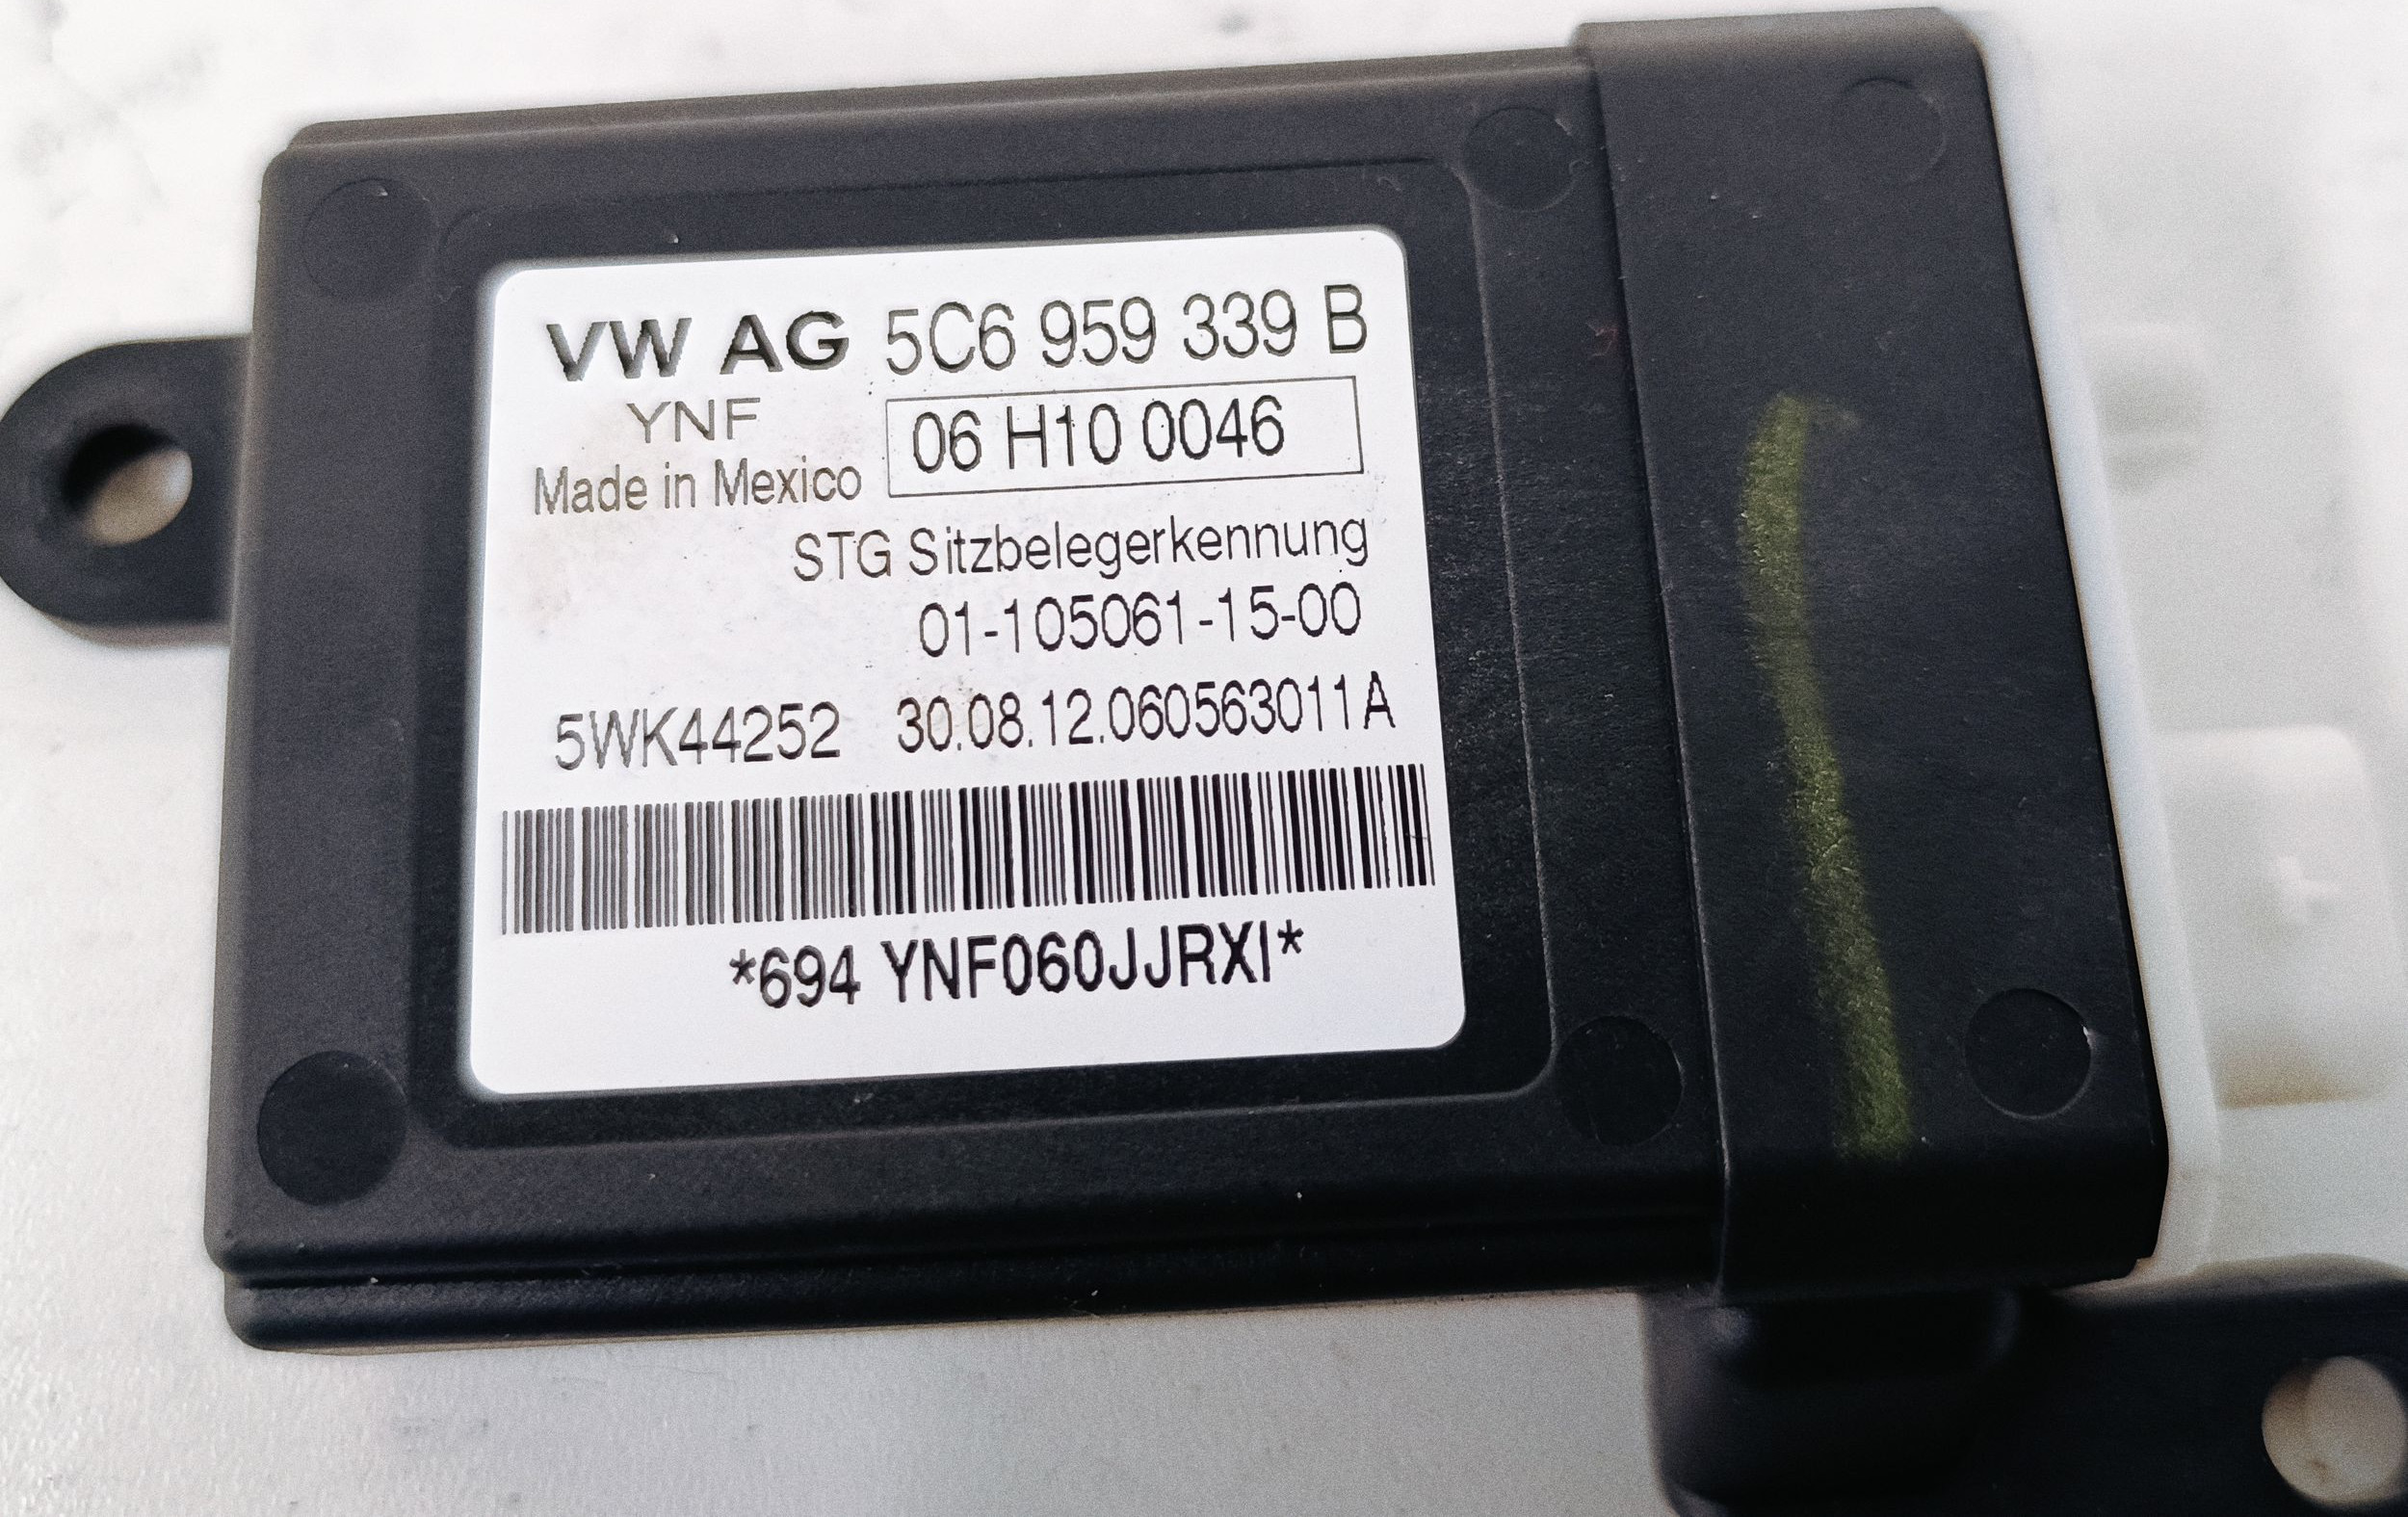 VW AG 5C6 959 339 B
YNF
06 H10 0046
Made in Mexico
STG Sitzbelegerkennung
01-105061-15-00
5WK44252 30.08.12.060563011A
*694 YNF060JJRXI*